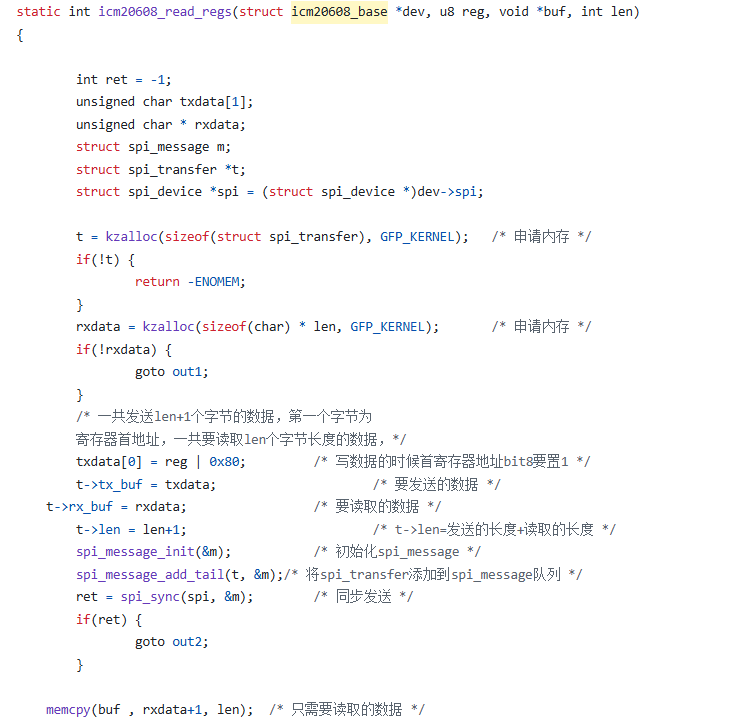 static int icm20608_read_regs(struct icm20608_base *dev, u8 reg, void *buf, int len)
{
int ret = -1;
unsigned char txdata[1];
unsigned char * rxdata;
struct spi_message m;
struct spi_transfer *t;
struct spi_device *spi = (struct spi_device *)dev->spi;
t = kzalloc(sizeof(struct spi_transfer), GFP_KERNEL); /* 申请内存 */
if(!t) {
return -ENOMEM;
}
rxdata = kzalloc(sizeof(char) * len, GFP_KERNEL); /* 申请内存 */
if(!rxdata) {
goto out1;
}
/* 一共发送len+1个字节的数据，第一个字节为
寄存器首地址，一共要读取len个字节长度的数据，*/
txdata[0] = reg | 0x80; /* 写数据的时候首寄存器地址bit8要置1 */
t->tx_buf = txdata; /* 要发送的数据 */
t->rx_buf = rxdata; /* 要读取的数据 */
t->len = len+1; /* t->len=发送的长度+读取的长度 */
spi_message_init(&m); /* 初始化spi_message */
spi_message_add_tail(t, &m);/* 将spi_transfer添加到spi_message队列 */
ret = spi_sync(spi, &m); /* 同步发送 */
if(ret) {
goto out2;
}
memcpy(buf , rxdata+1, len); /* 只需要读取的数据 */